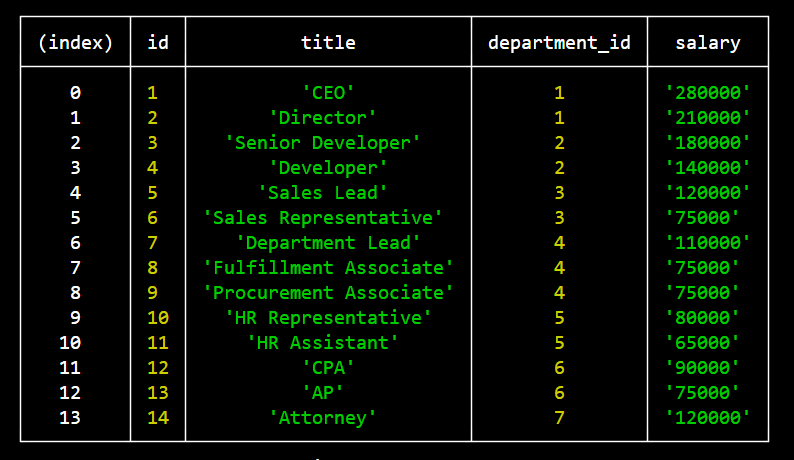 (index) id title department_id salary
0 1 'CEO' 1 '280000'
1 2 'Director' 1 '210000'
2 3 'Senior Developer' 2 '180000'
3 4 'Developer' 2 '140000'
4 5 'Sales Lead' 3 '120000'
5 6 'Sales Representative' 3 '75000'
6 7 'Department Lead' 4 '110000'
7 8 'Fulfillment Associate' 4 '75000'
8 9 'Procurement Associate' 4 '75000'
9 10 'HR Representative' 5 '80000'
10 11 'HR Assistant' 5 '65000'
11 12 'CPA' 6 '90000'
12 13 'AP' 6 '75000'
13 14 'Attorney' 7 '120000'